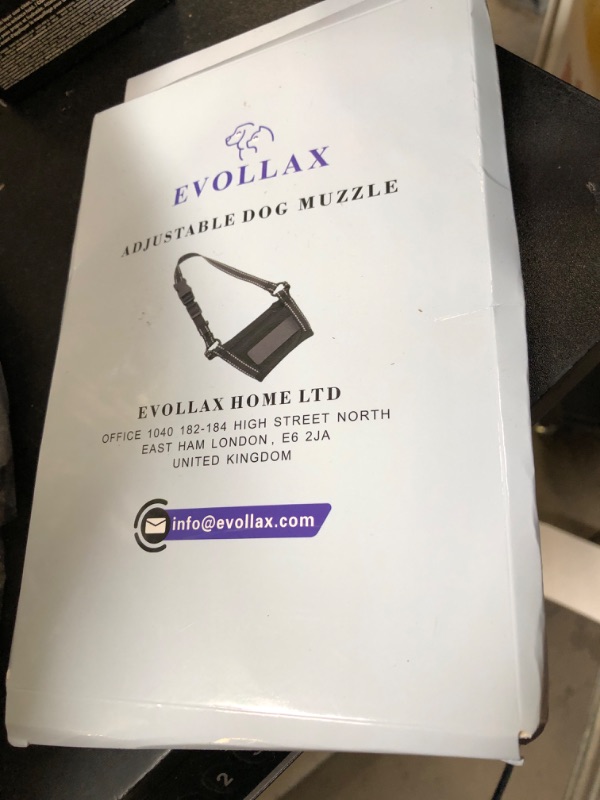 EVOLLAX
ADJUSTABLE DOG MUZZLE
EVOLLAX HOME LTD
OFFICE 1040 182-184 HIGH STREET NORTH
EAST HAM LONDON, E6 2JA
UNITED KINGDOM
info@evollax.com
2